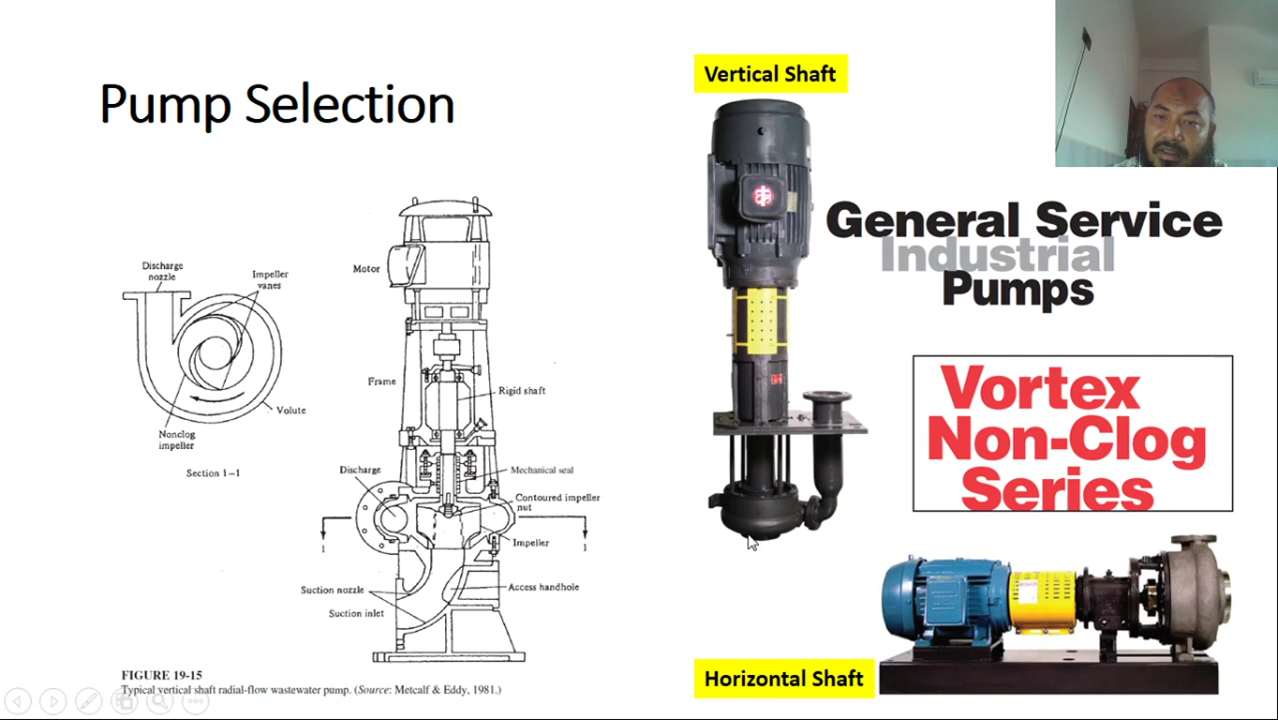 Pump Selection
Discharge
nozzle
Impeller
vanes
Volute
Nonclog
impeller
Section 1–1
Motor
Frame
Rigid shaft
Mechanical seal
Discharge
Contoured impeller
nut
1
1
Impeller
Suction nozzle
Access handhole
Suction inlet
FIGURE 19-15
Typical vertical shaft radial-flow wastewater pump. (Source: Metcalf & Eddy, 1981.)
Vertical Shaft
General Service
Industrial
Pumps
Vortex
Non-Clog
Series
Horizontal Shaft